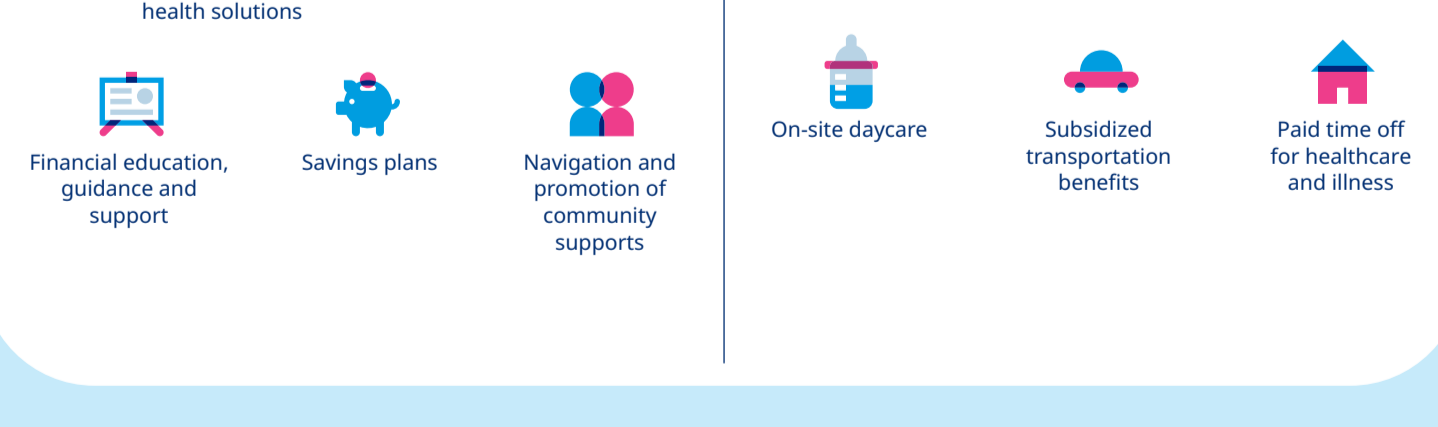 health solutions
Financial education,
guidance and
support
Savings plans
Navigation and
promotion of
community
supports
On-site daycare
Subsidized
transportation
benefits
Paid time off
for healthcare
and illness